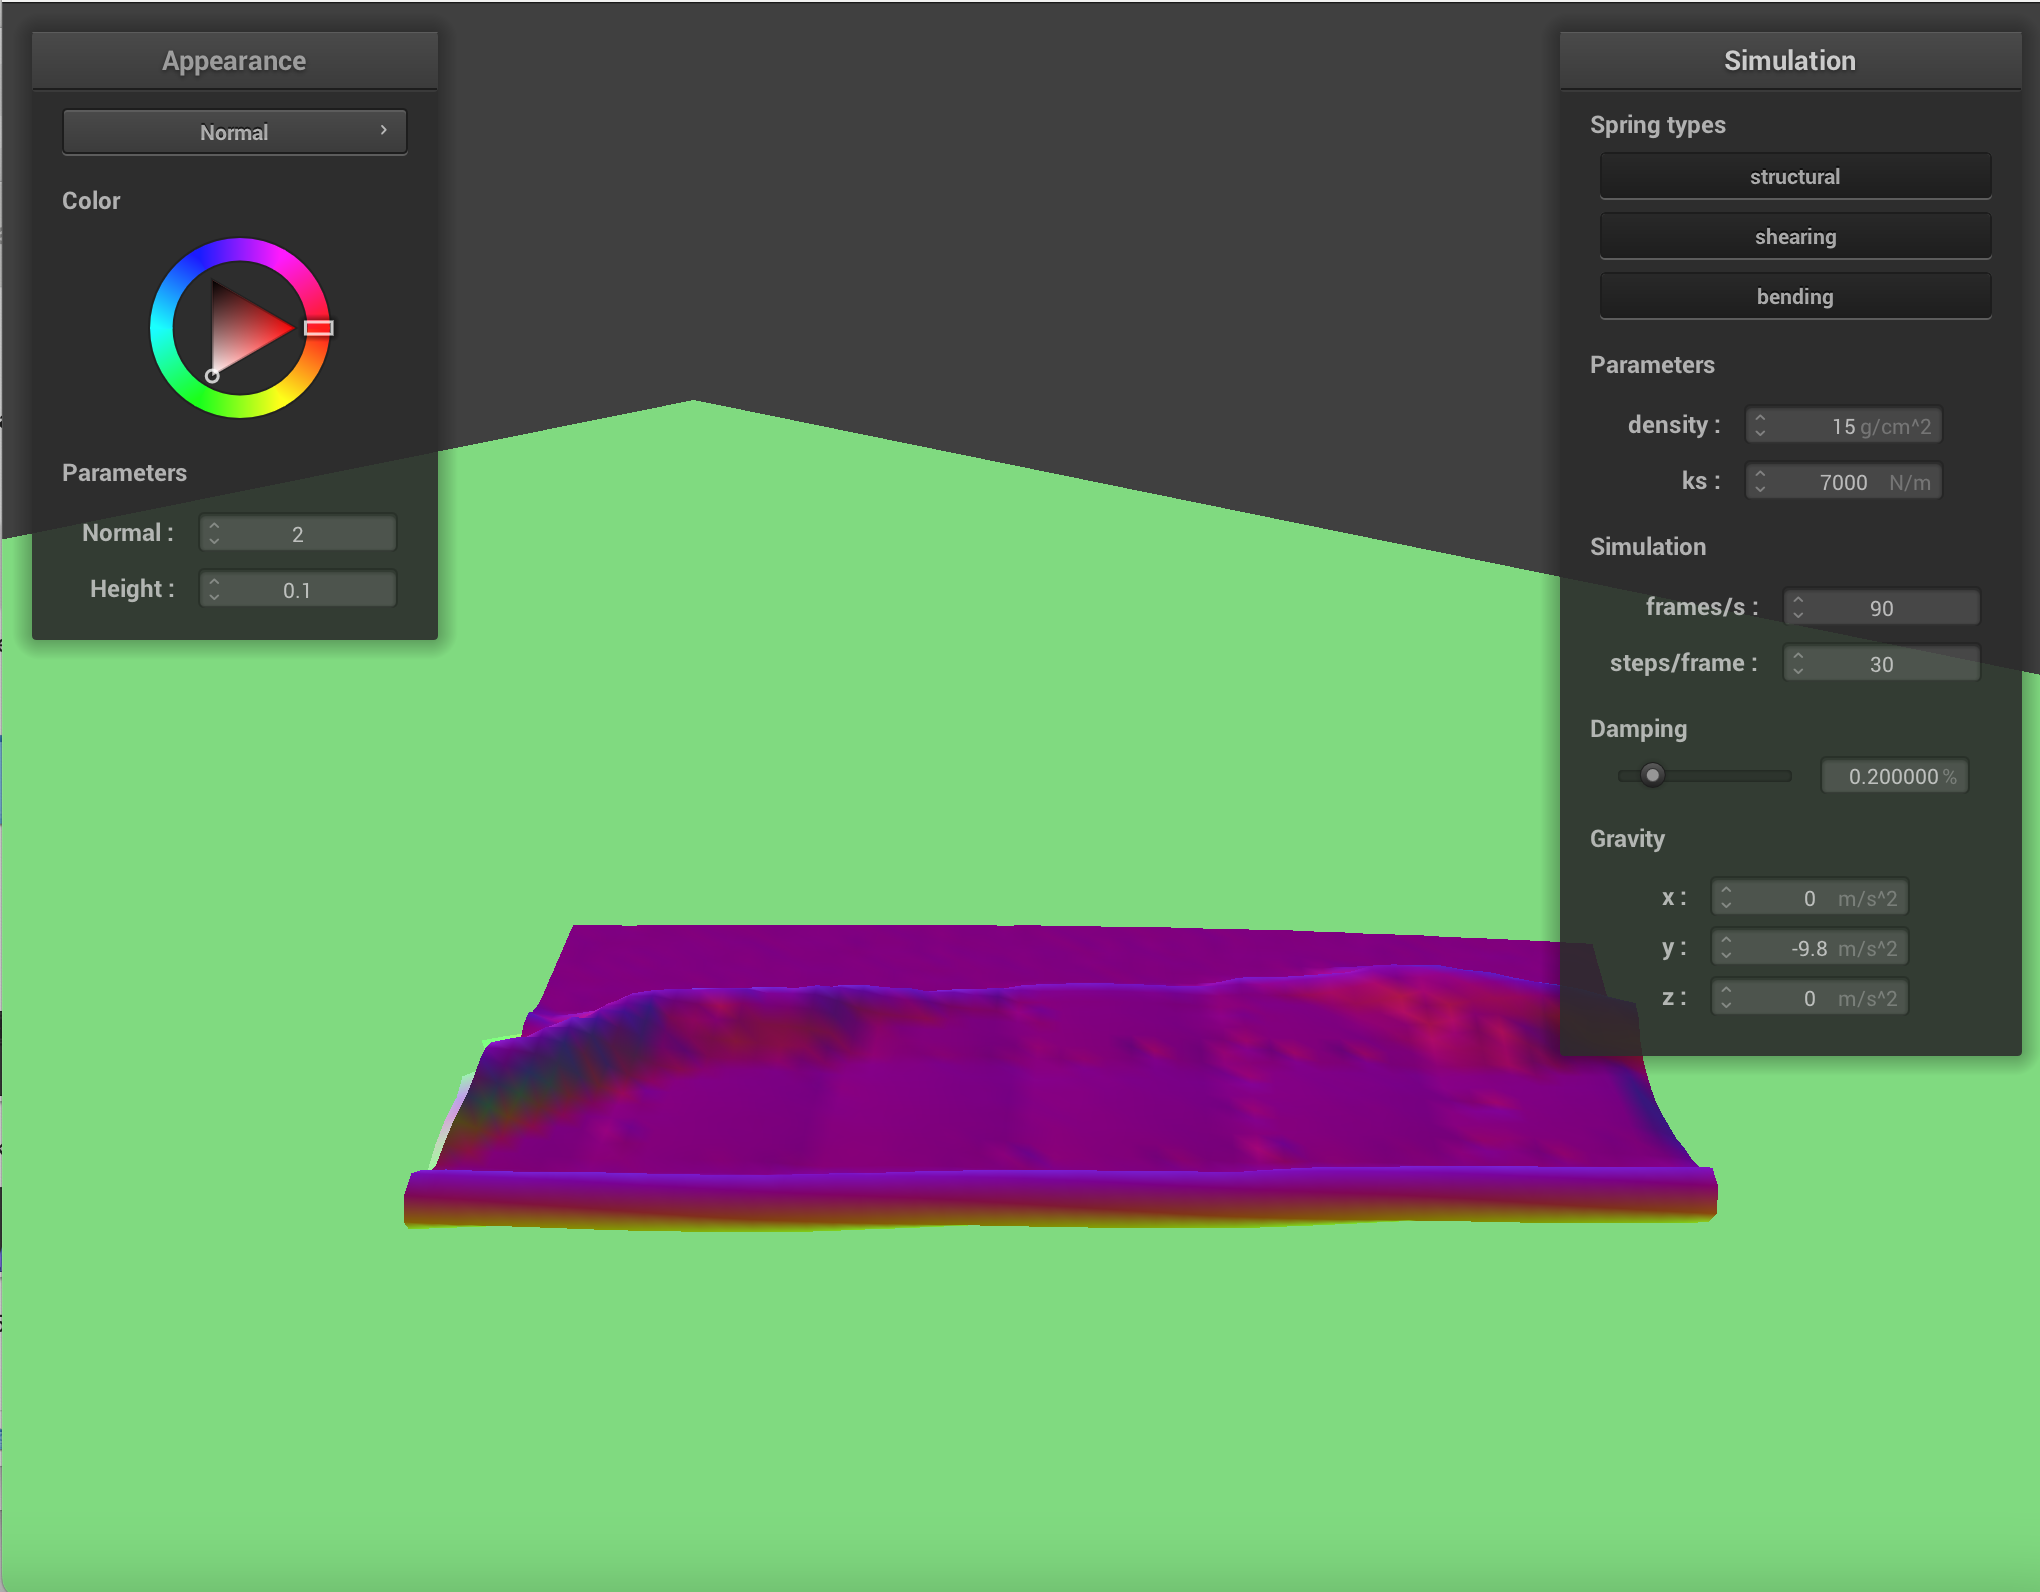 Appearance
Normal
Color
Parameters
Normal :
2
Height :
0.1
Simulation
Spring types
structural
shearing
bending
Parameters
density :
15 g/cm^2
ks :
7000 N/m
Simulation
frames/s :
90
steps/frame :
30
Damping
0.200000 %
Gravity
x :
0 m/s^2
y :
-9.8 m/s^2
z :
0 m/s^2